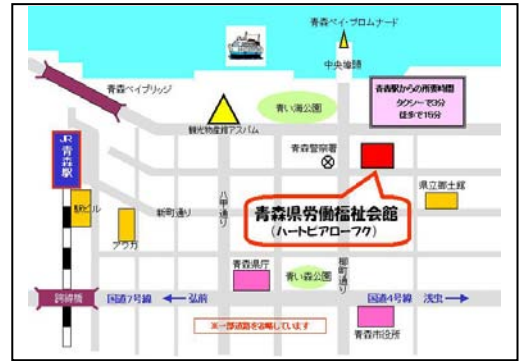 青森ベイ・プロムナード
中央埠頭
青森ベイブリッジ
青い海公園
青森駅からの所要時間
タクシーで3分
徒歩で15分
観光物産館アスパム
青森警察署
JR
青森駅
県立郷土館
駅ビル
新町通り
八甲通り
青森県労働福祉会館
(ハートピアローフク)
アウガ
青森県庁
青い森公園
柳町通り
跨線橋
国道7号線
弘前
国道4号線
浅虫
※一部道路を省略しています
青森市役所